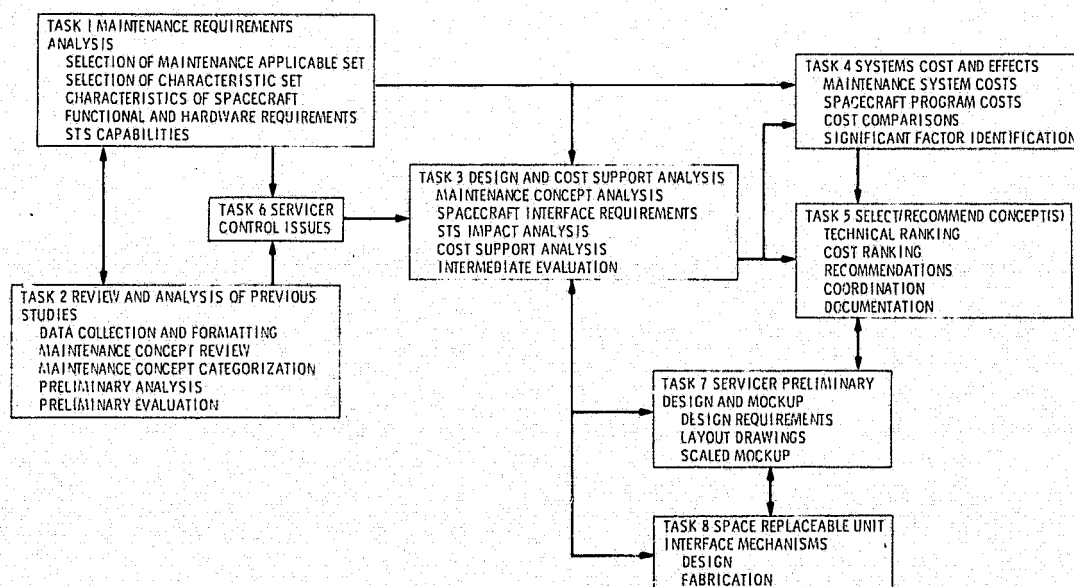 TASK 1 MAINTENANCE REQUIREMENTS
ANALYSIS
SELECTION OF MAINTENANCE APPLICABLE SET
SELECTION OF CHARACTERISTIC SET
CHARACTERISTICS OF SPACECRAFT
FUNCTIONAL AND HARDWARE REQUIREMENTS
STS CAPABILITIES
TASK 6 SERVICER
CONTROL ISSUES
TASK 2 REVIEW AND ANALYSIS OF PREVIOUS
STUDIES
DATA COLLECTION AND FORMATTING
MAINTENANCE CONCEPT REVIEW
MAINTENANCE CONCEPT CATEGORIZATION
PRELIMINARY ANALYSIS
PRELIMINARY EVALUATION
TASK 3 DESIGN AND COST SUPPORT ANALYSIS
MAINTENANCE CONCEPT ANALYSIS
SPACECRAFT INTERFACE REQUIREMENTS
STS IMPACT ANALYSIS
COST SUPPORT ANALYSIS
INTERMEDIATE EVALUATION
TASK 4 SYSTEMS COST AND EFFECTS
MAINTENANCE SYSTEM COSTS
SPACECRAFT PROGRAM COSTS
COST COMPARISONS
SIGNIFICANT FACTOR IDENTIFICATION
TASK 5 SELECT/RECOMMEND CONCEPT(S)
TECHNICAL RANKING
COST RANKING
RECOMMENDATIONS
COORDINATION
DOCUMENTATION
TASK 7 SERVICER PRELIMINARY
DESIGN AND MOCKUP
DESIGN REQUIREMENTS
LAYOUT DRAWINGS
SCALED MOCKUP
TASK 8 SPACE REPLACEABLE UNIT
INTERFACE MECHANISMS
DESIGN
FABRICATION